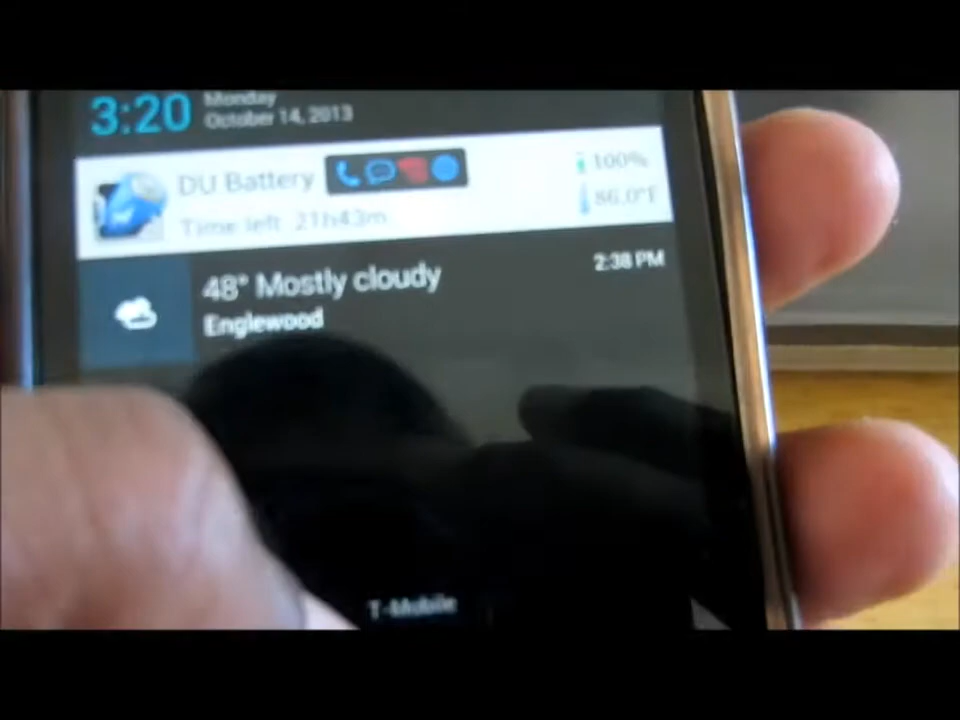 3:20
Monday
October 14, 2013
DU Battery
100%
Time left 21h43m
86.0°F
48° Mostly cloudy
2:38 PM
Englewood
T-Mobile